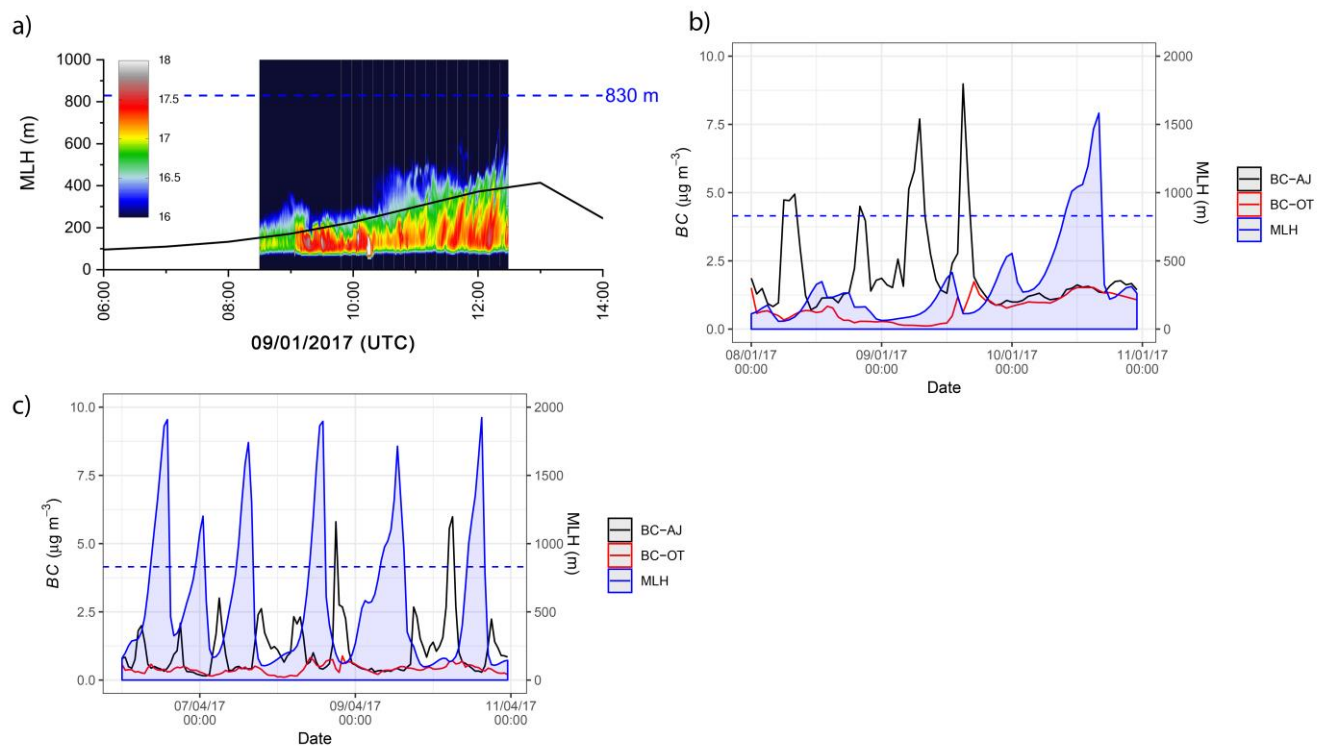 a)
MLH (m)
1000
800
600
400
200
0
18
17.5
17
16.5
16
830 m
06:00
08:00
10:00
12:00
14:00
09/01/2017 (UTC)
b)
BC (µg m−3)
10.0
7.5
5.0
2.5
0.0
2000
1500
1000
500
0
MLH (m)
08/01/17
00:00
09/01/17
00:00
10/01/17
00:00
11/01/17
00:00
Date
BC−AJ
BC−OT
MLH
c)
BC (µg m−3)
10.0
7.5
5.0
2.5
0.0
2000
1500
1000
500
0
MLH (m)
07/04/17
00:00
09/04/17
00:00
11/04/17
00:00
Date
BC−AJ
BC−OT
MLH